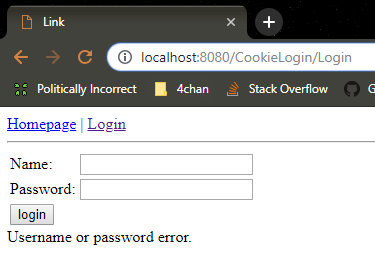 Link
localhost:8080/CookieLogin/Login
Politically Incorrect 4chan Stack Overflow
Homepage | Login
Name:
Password:
login
Username or password error.